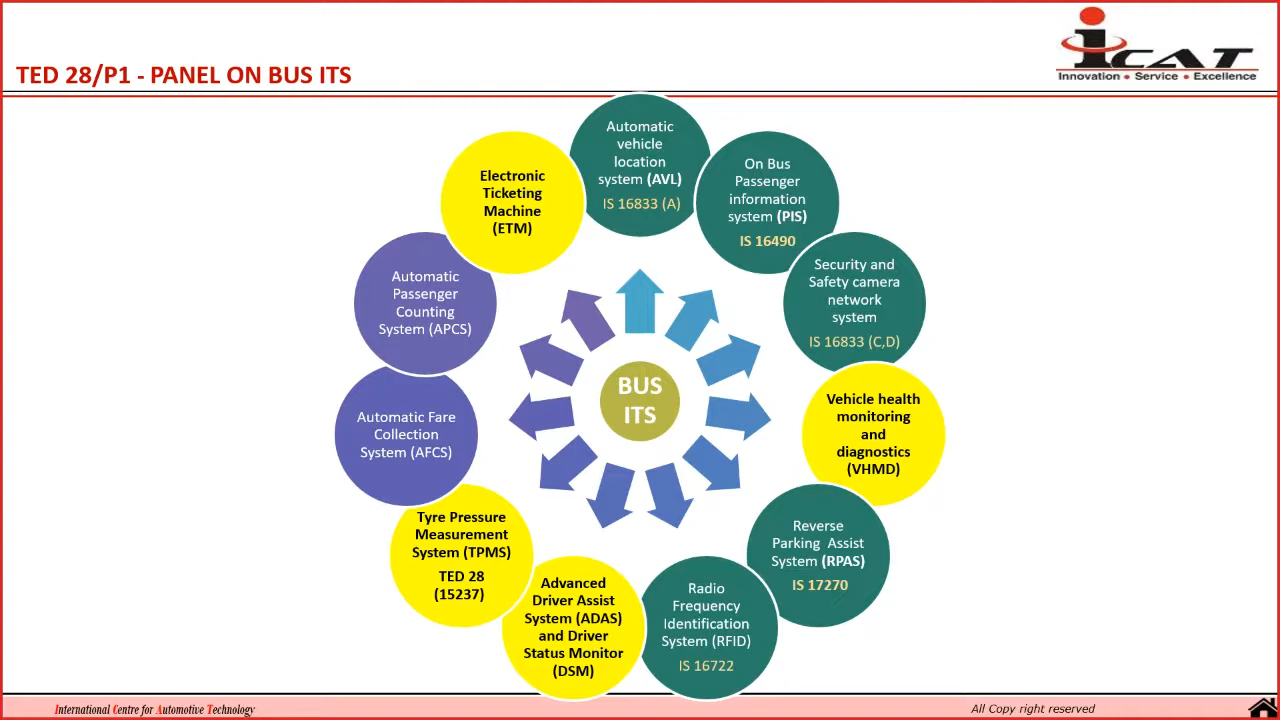 TED 28/P1 - PANEL ON BUS ITS
iCAT
Innovation • Service • Excellence
Automatic
vehicle
location
system (AVL)
IS 16833 (A)
On Bus
Passenger
information
system (PIS)
IS 16490
Security and
Safety camera
network
system
IS 16833 (C,D)
Vehicle health
monitoring
and
diagnostics
(VHMD)
Reverse
Parking Assist
System (RPAS)
IS 17270
Radio
Frequency
Identification
System (RFID)
IS 16722
Advanced
Driver Assist
System (ADAS)
and Driver
Status Monitor
(DSM)
Tyre Pressure
Measurement
System (TPMS)
TED 28
(15237)
Automatic Fare
Collection
System (AFCS)
Automatic
Passenger
Counting
System (APCS)
Electronic
Ticketing
Machine
(ETM)
BUS
ITS
International Centre for Automotive Technology
All Copy right reserved